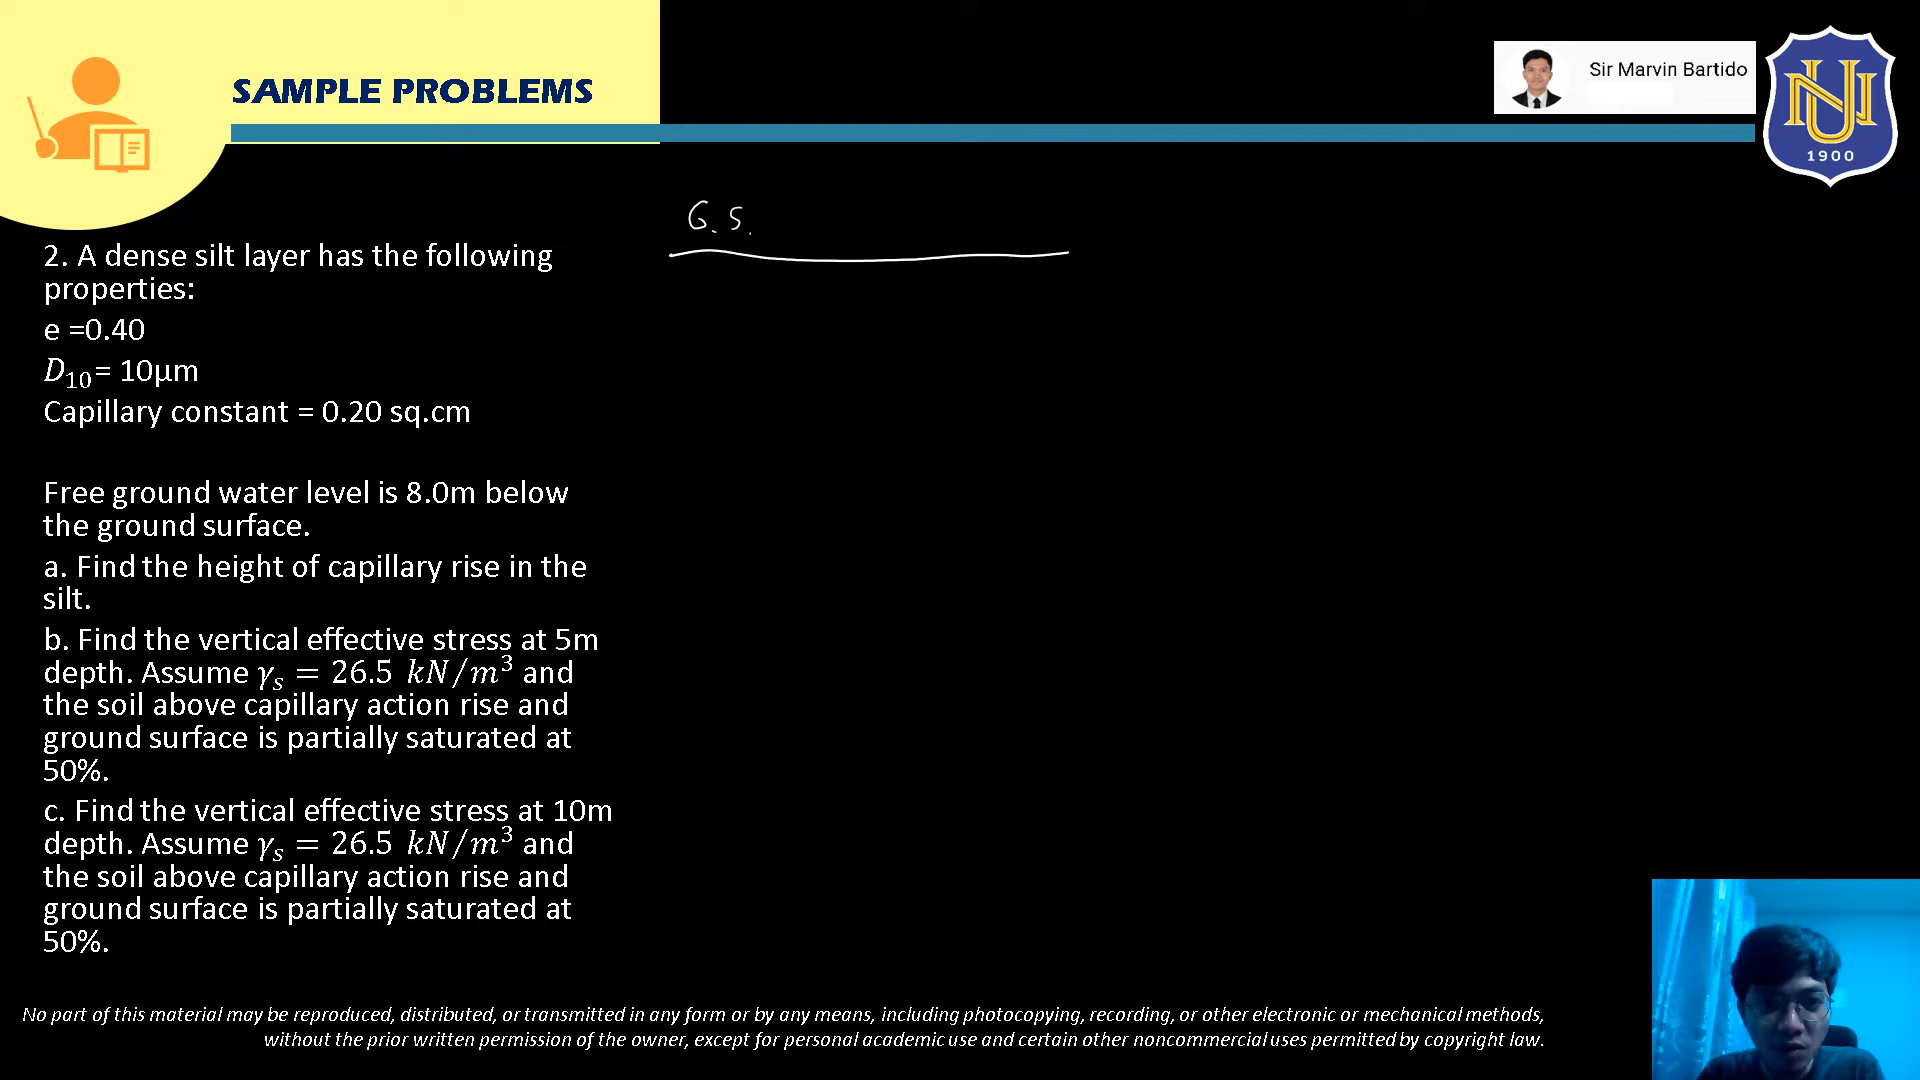 SAMPLE PROBLEMS
Sir Marvin Bartido
NU
1900
G.S.
2. A dense silt layer has the following
properties:
e =0.40
D₁₀= 10μm
Capillary constant = 0.20 sq.cm
Free ground water level is 8.0m below
the ground surface.
a. Find the height of capillary rise in the
silt.
b. Find the vertical effective stress at 5m
depth. Assume γₛ = 26.5 kN/m³ and
the soil above capillary action rise and
ground surface is partially saturated at
50%.
c. Find the vertical effective stress at 10m
depth. Assume γₛ = 26.5 kN/m³ and
the soil above capillary action rise and
ground surface is partially saturated at
50%.
No part of this material may be reproduced, distributed, or transmitted in any form or by any means, including photocopying, recording, or other electronic or mechanical methods,
without the prior written permission of the owner, except for personal academic use and certain other noncommercial uses permitted by copyright law.